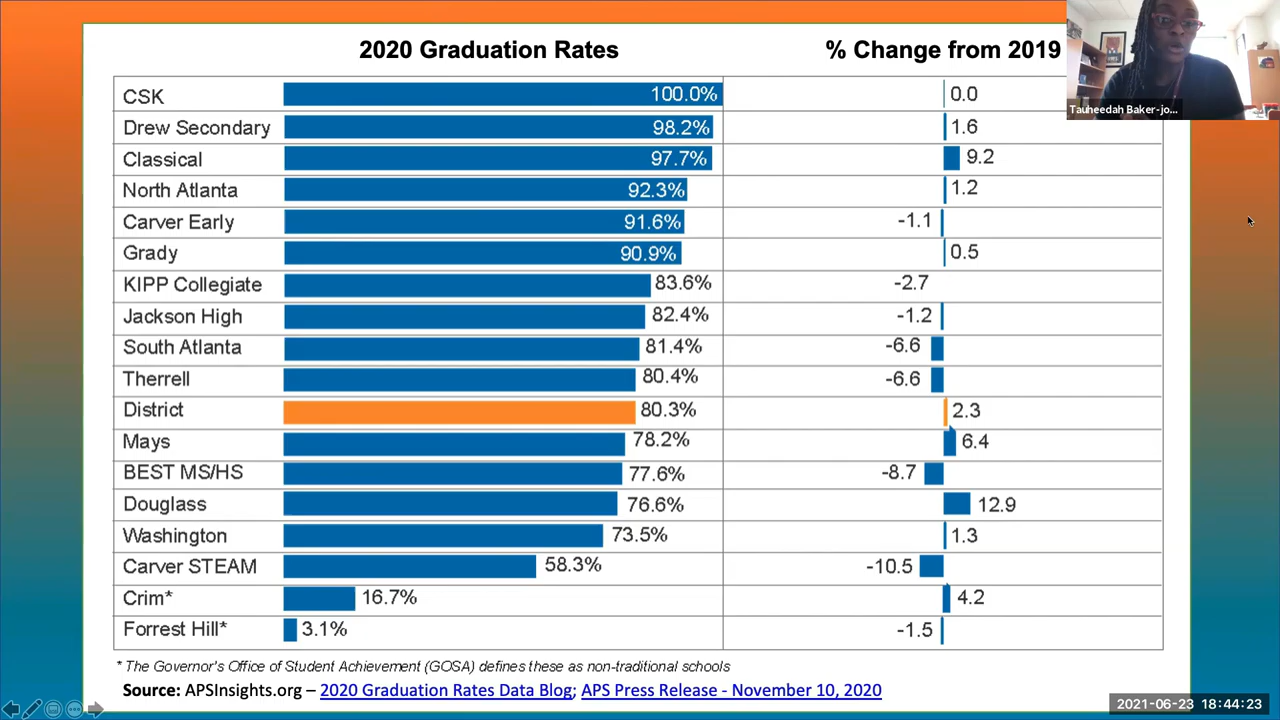 2020 Graduation Rates % Change from 2019
Tauheedah Baker-jo...
CSK 100.0% 0.0
Drew Secondary 98.2% 1.6
Classical 97.7% 9.2
North Atlanta 92.3% 1.2
Carver Early 91.6% -1.1
Grady 90.9% 0.5
KIPP Collegiate 83.6% -2.7
Jackson High 82.4% -1.2
South Atlanta 81.4% -6.6
Therrell 80.4% -6.6
District 80.3% 2.3
Mays 78.2% 6.4
BEST MS/HS 77.6% -8.7
Douglass 76.6% 12.9
Washington 73.5% 1.3
Carver STEAM 58.3% -10.5
Crim* 16.7% 4.2
Forrest Hill* 3.1% -1.5
* The Governor's Office of Student Achievement (GOSA) defines these as non-traditional schools
Source: APSInsights.org – 2020 Graduation Rates Data Blog; APS Press Release - November 10, 2020
2021-06-23 18:44:23